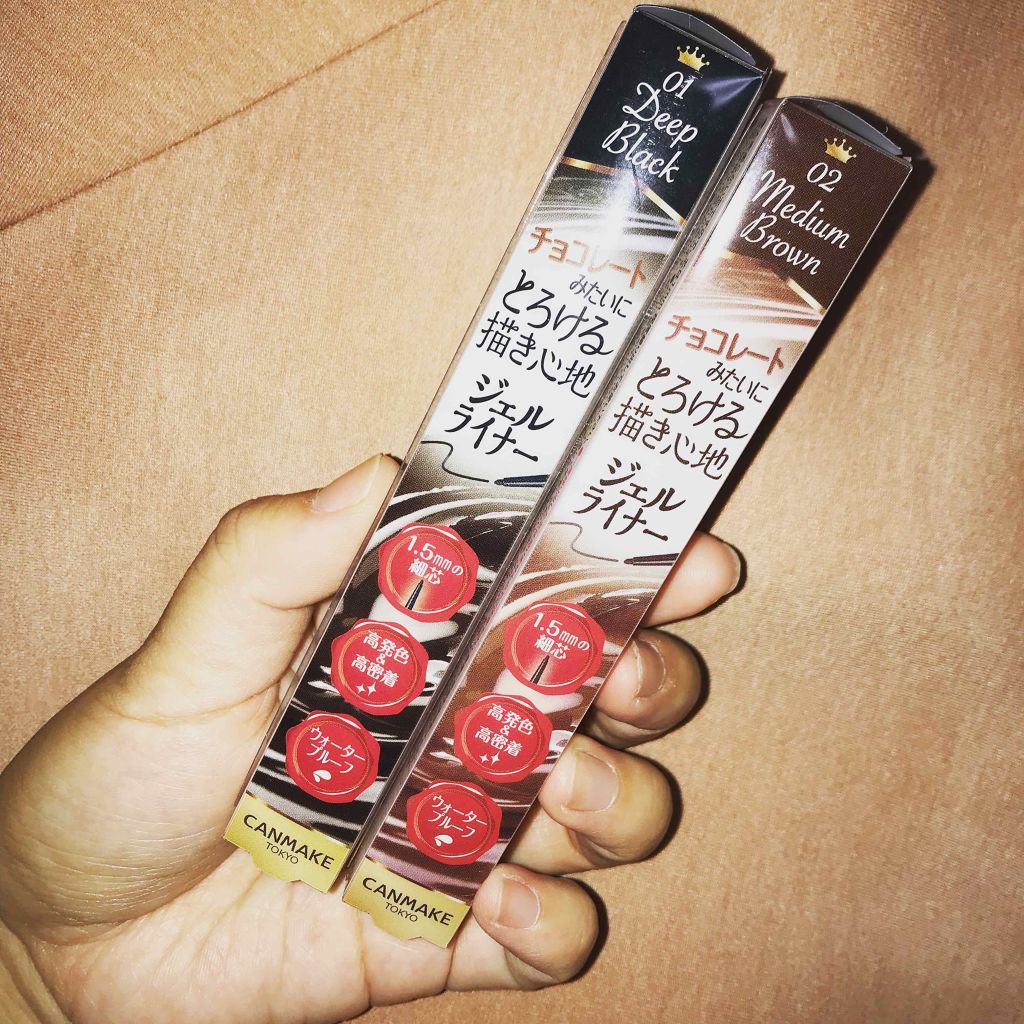 01
Deep
Black
チョコレート
みたいに
とろける
描き心地
ジェル
ライナー
1.5mmの
細芯
高発色
&
高密着
ウォーター
プルーフ
CANMAKE
TOKYO
02
Medium
Brown
チョコレート
みたいに
とろける
描き心地
ジェル
ライナー
1.5mmの
細芯
高発色
&
高密着
ウォーター
プルーフ
CANMAKE
TOKYO